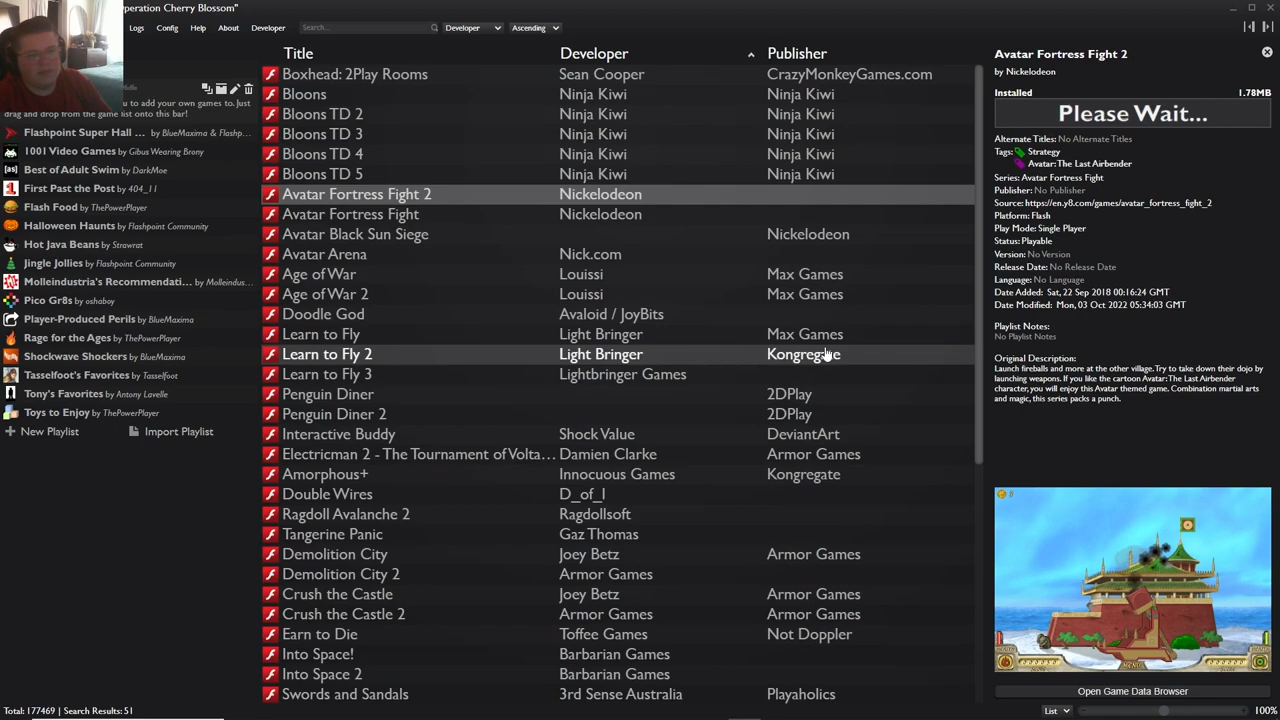 peration Cherry Blossom"
Logs Config Help About Developer Search... Developer Ascending
Title Developer Publisher
Boxhead: 2Play Rooms Sean Cooper CrazyMonkeyGames.com
Bloons Ninja Kiwi Ninja Kiwi
Bloons TD 2 Ninja Kiwi Ninja Kiwi
Bloons TD 3 Ninja Kiwi Ninja Kiwi
Bloons TD 4 Ninja Kiwi Ninja Kiwi
Bloons TD 5 Ninja Kiwi Ninja Kiwi
Avatar Fortress Fight 2 Nickelodeon
Avatar Fortress Fight Nickelodeon
Avatar Black Sun Siege Nickelodeon
Avatar Arena Nick.com
Age of War Louissi Max Games
Age of War 2 Louissi Max Games
Doodle God Avaloid / JoyBits
Learn to Fly Light Bringer Max Games
Learn to Fly 2 Light Bringer Kongregate
Learn to Fly 3 Lightbringer Games
Penguin Diner 2DPlay
Penguin Diner 2 2DPlay
Interactive Buddy Shock Value DeviantArt
Electricman 2 - The Tournament of Volta... Damien Clarke Armor Games
Amorphous+ Innocuous Games Kongregate
Double Wires D_of_I
Ragdoll Avalanche 2 Ragdollsoft
Tangerine Panic Gaz Thomas
Demolition City Joey Betz Armor Games
Demolition City 2 Armor Games
Crush the Castle Joey Betz Armor Games
Crush the Castle 2 Armor Games Armor Games
Earn to Die Toffee Games Not Doppler
Into Space! Barbarian Games
Into Space 2 Barbarian Games
Swords and Sandals 3rd Sense Australia Playaholics
u to add your own games to. Just
drag and drop from the game list onto this bar!
Flashpoint Super Hall ... by BlueMaxima & Flashp...
1001 Video Games by Gibus Wearing Brony
Best of Adult Swim by DarkMoe
First Past the Post by 404_11
Flash Food by ThePowerPlayer
Halloween Haunts by Flashpoint Community
Hot Java Beans by Strawrat
Jingle Jollies by Flashpoint Community
Molleindustria's Recommendati... by Molleindus...
Pico Gr8s by oshaboy
Player-Produced Perils by BlueMaxima
Rage for the Ages by ThePowerPlayer
Shockwave Shockers by BlueMaxima
Tasselfoot's Favorites by Tasselfoot
Tony's Favorites by Antony Lavelle
Toys to Enjoy by ThePowerPlayer
New Playlist Import Playlist
Avatar Fortress Fight 2
by Nickelodeon
Installed 1.78MB
Please Wait...
Alternate Titles: No Alternate Titles
Tags: Strategy
Avatar: The Last Airbender
Series: Avatar Fortress Fight
Publisher: No Publisher
Source: https://en.y8.com/games/avatar_fortress_fight_2
Platform: Flash
Play Mode: Single Player
Status: Playable
Version: No Version
Release Date: No Release Date
Language: No Language
Date Added: Sat, 22 Sep 2018 00:16:24 GMT
Date Modified: Mon, 03 Oct 2022 05:34:03 GMT
Playlist Notes:
No Playlist Notes
Original Description:
Launch fireballs and more at the other village. Try to take down their dojo by
launching weapons. If you like the cartoon Avatar: The Last Airbender
character, you will enjoy this Avatar themed game. Combination martial arts
and magic, this series packs a punch.
Open Game Data Browser
Total: 177469 | Search Results: 51 List 100%